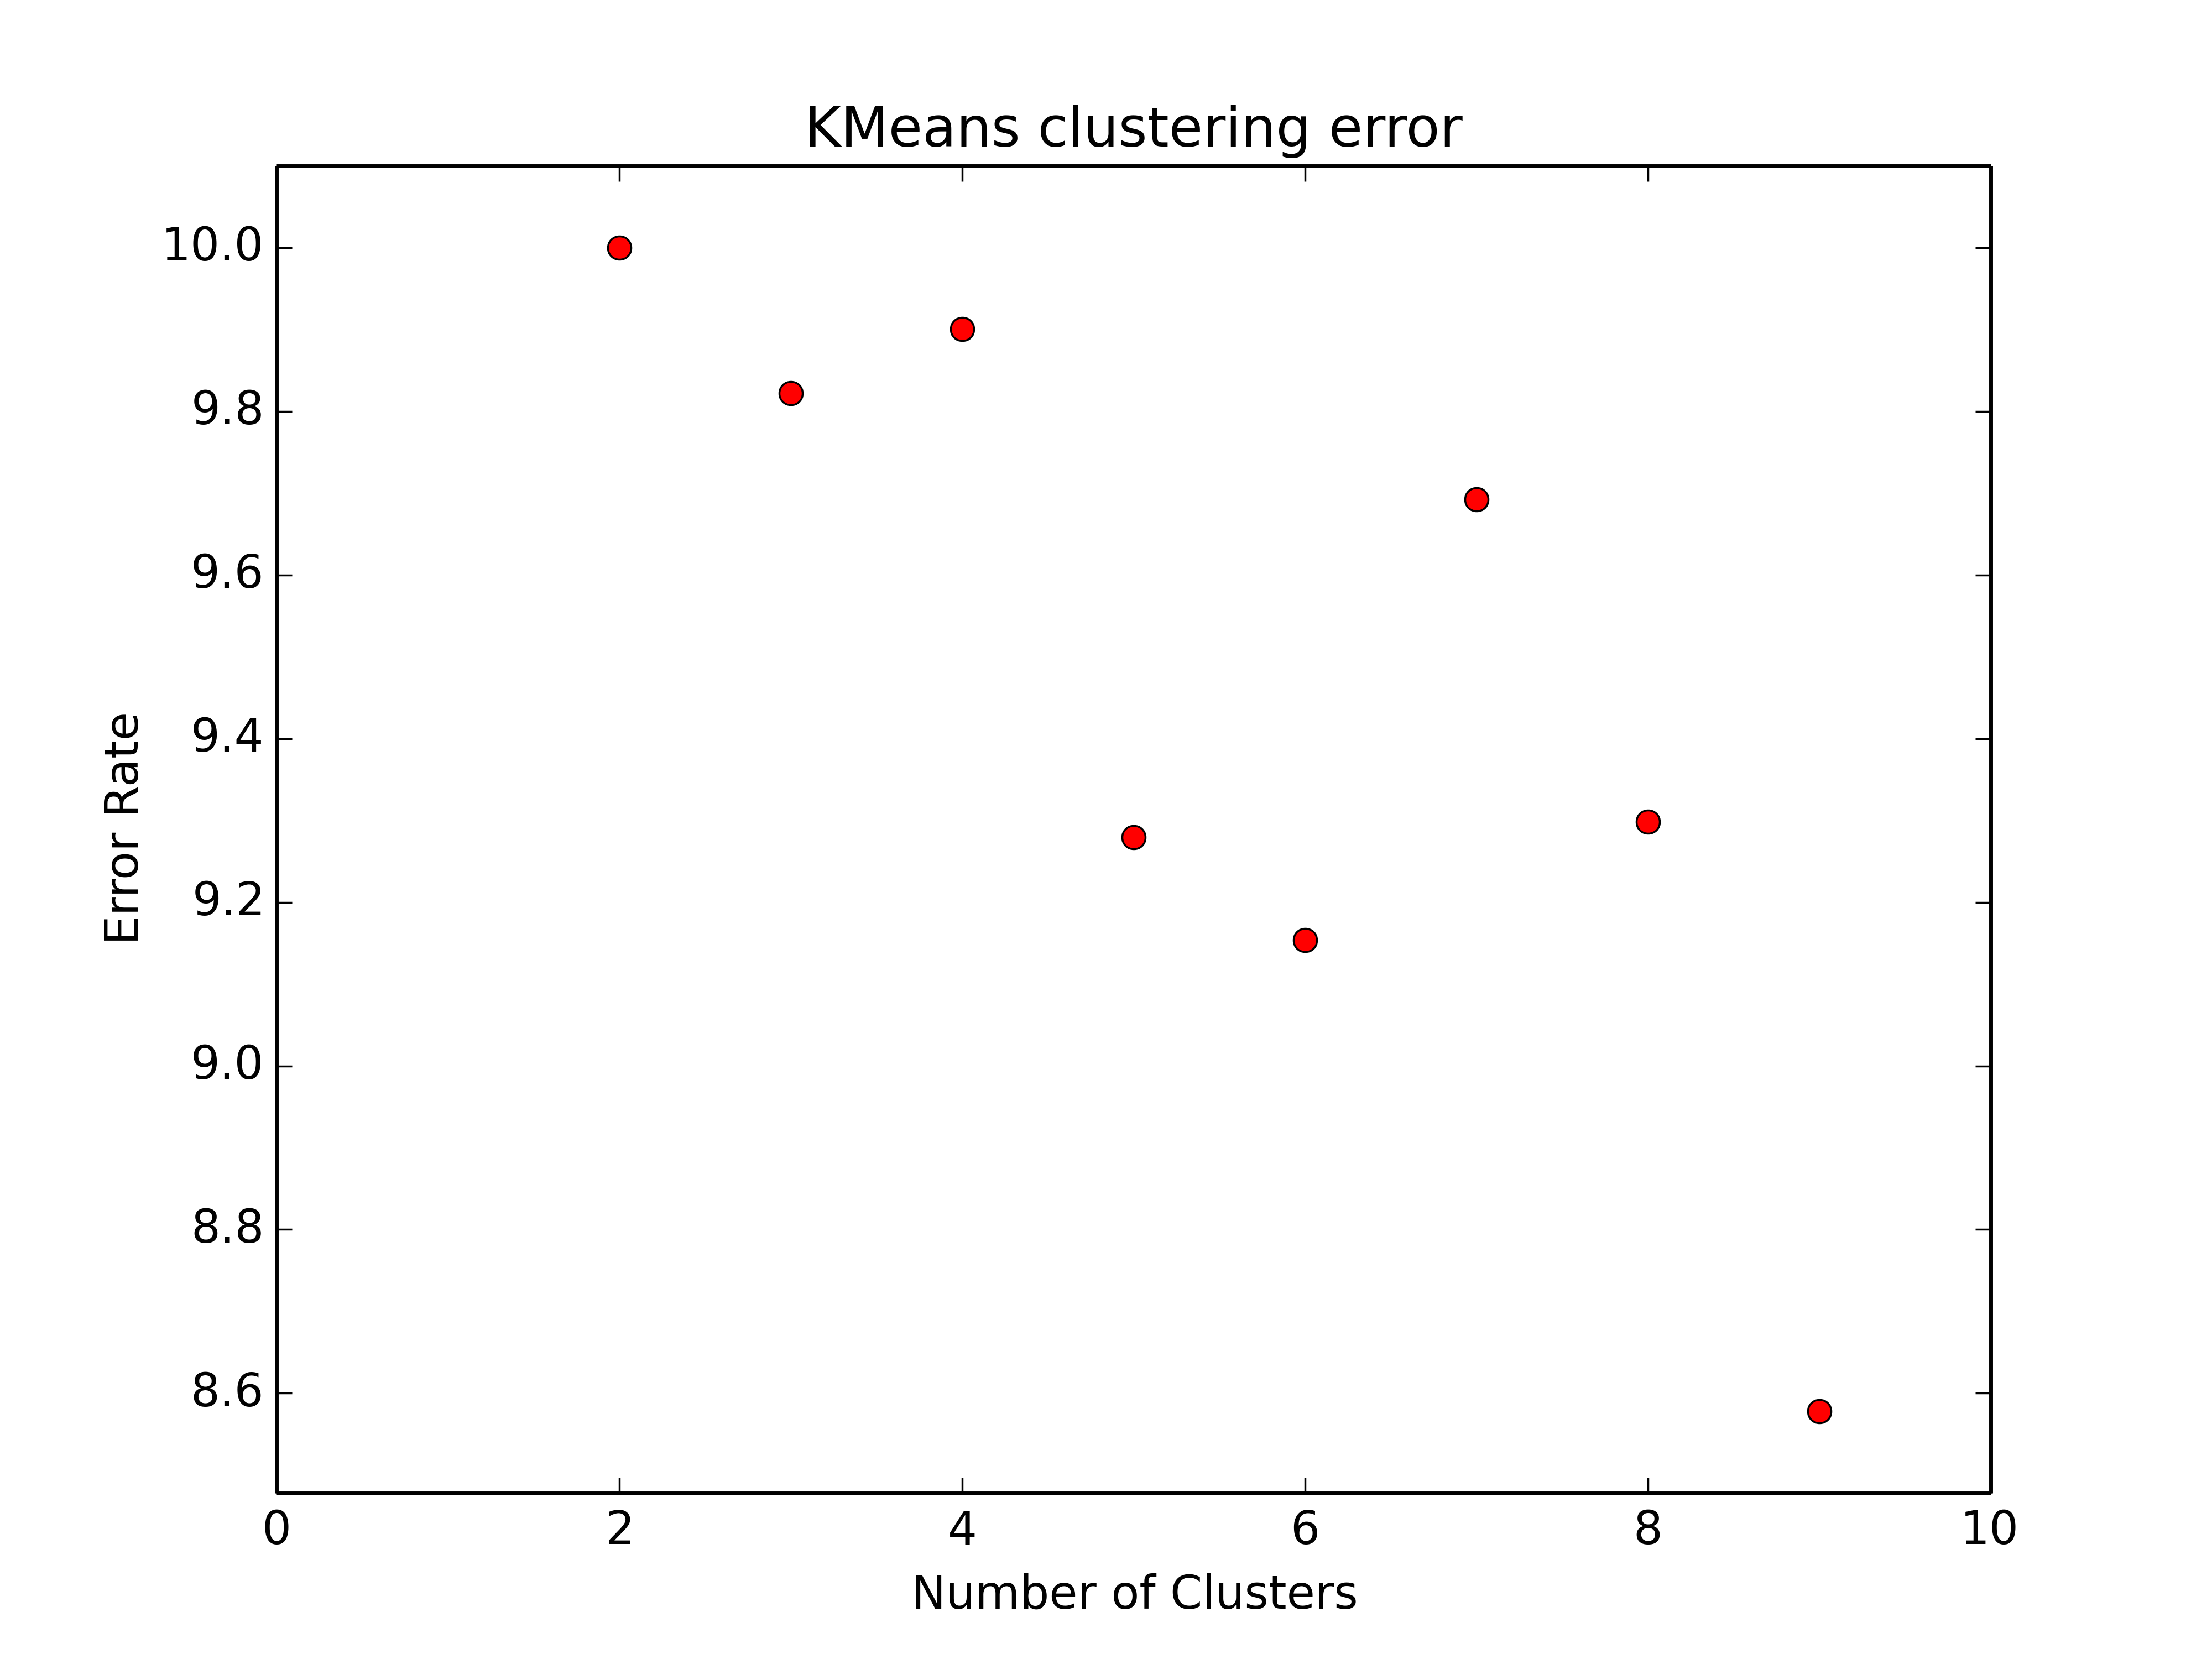 KMeans clustering error
10.0
9.8
9.6
9.4
9.2
9.0
8.8
8.6
Error Rate
0 2 4 6 8 10
Number of Clusters